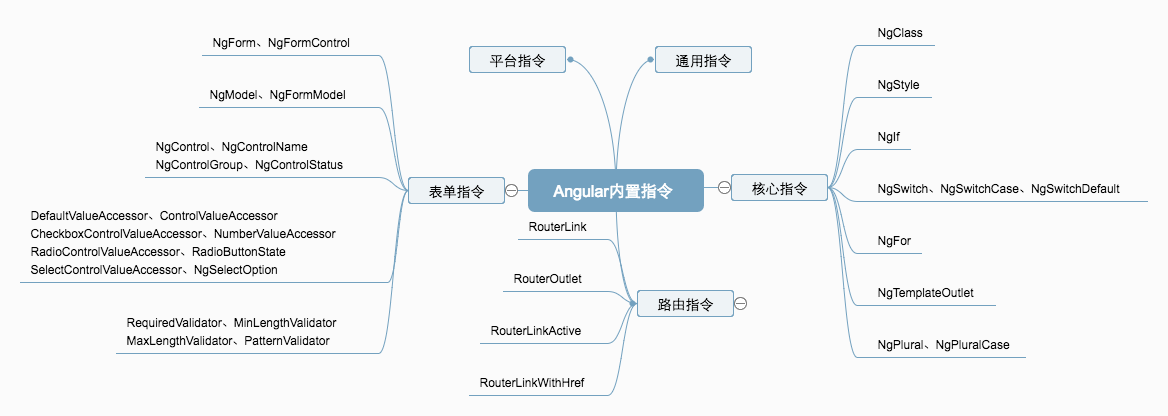 Angular内置指令
平台指令
通用指令
表单指令
NgForm、NgFormControl
NgModel、NgFormModel
NgControl、NgControlName
NgControlGroup、NgControlStatus
DefaultValueAccessor、ControlValueAccessor
CheckboxControlValueAccessor、NumberValueAccessor
RadioControlValueAccessor、RadioButtonState
SelectControlValueAccessor、NgSelectOption
RequiredValidator、MinLengthValidator
MaxLengthValidator、PatternValidator
核心指令
NgClass
NgStyle
NgIf
NgSwitch、NgSwitchCase、NgSwitchDefault
NgFor
NgTemplateOutlet
NgPlural、NgPluralCase
路由指令
RouterLink
RouterOutlet
RouterLinkActive
RouterLinkWithHref